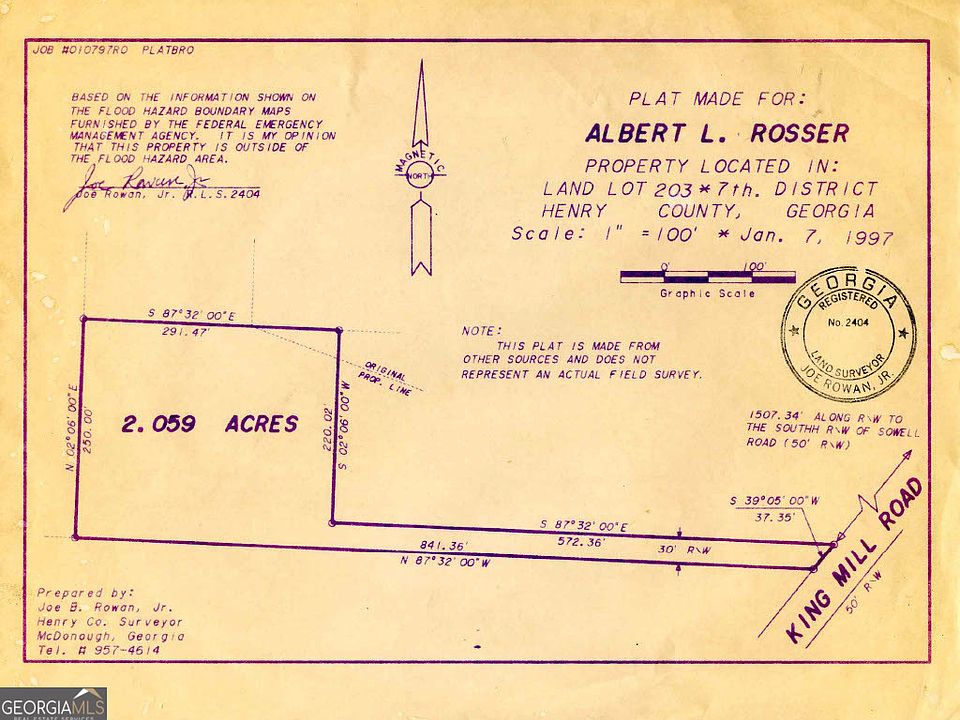 JOB #010797RO PLATBRO
BASED ON THE INFORMATION SHOWN ON
THE FLOOD HAZARD BOUNDARY MAPS
FURNISHED BY THE FEDERAL EMERGENCY
MANAGEMENT AGENCY. IT IS MY OPINION
THAT THIS PROPERTY IS OUTSIDE OF
THE FLOOD HAZARD AREA.
Joe Rowan Jr
Joe Rowan, Jr. R.L.S. 2404
MAGNETIC
NORTH
PLAT MADE FOR:
ALBERT L. ROSSER
PROPERTY LOCATED IN:
LAND LOT 203 * 7th. DISTRICT
HENRY COUNTY, GEORGIA
Scale: 1" =100' * Jan. 7, 1997
0' 100'
Graphic Scale
GEORGIA
REGISTERED
No. 2404
LAND SURVEYOR
JOE ROWAN, JR.
S 87°32'00"E
291.47'
ORIGINAL
PROP. LINE
NOTE:
THIS PLAT IS MADE FROM
OTHER SOURCES AND DOES NOT
REPRESENT AN ACTUAL FIELD SURVEY.
N 02°06'00"E
250.00'
2.059 ACRES
220.02'
S 02°06'00"W
1507.34' ALONG R\W TO
THE SOUTHH R\W OF SOWELL
ROAD (50' R\W)
S 39°05'00"W
37.35'
S 87°32'00"E
572.36'
30' R\W
841.36'
N 87°32'00"W
KING MILL ROAD
50' R\W
Prepared by:
Joe B. Rowan, Jr.
Henry Co. Surveyor
McDonough, Georgia
Tel. # 957-4614
GEORGIAMLS
REAL ESTATE SERVICES